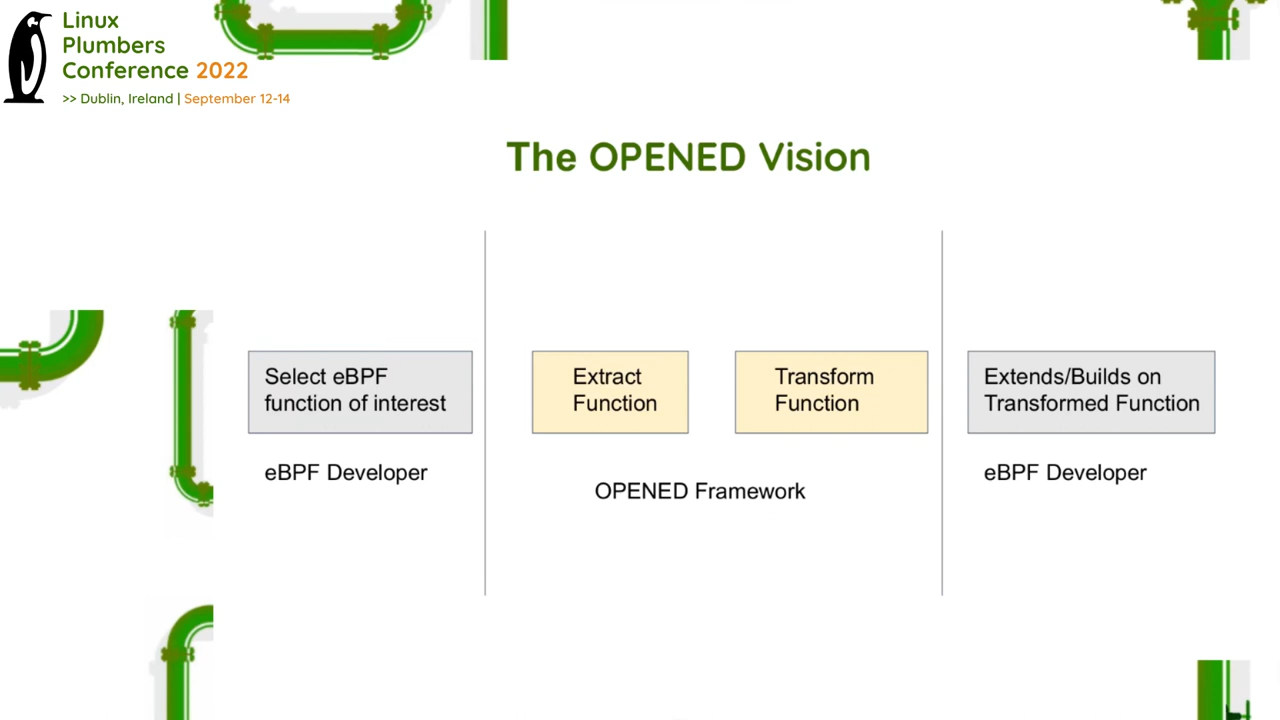 Linux
Plumbers
Conference 2022
>> Dublin, Ireland | September 12-14
The OPENED Vision
Select eBPF
function of interest
eBPF Developer
Extract
Function
Transform
Function
OPENED Framework
Extends/Builds on
Transformed Function
eBPF Developer